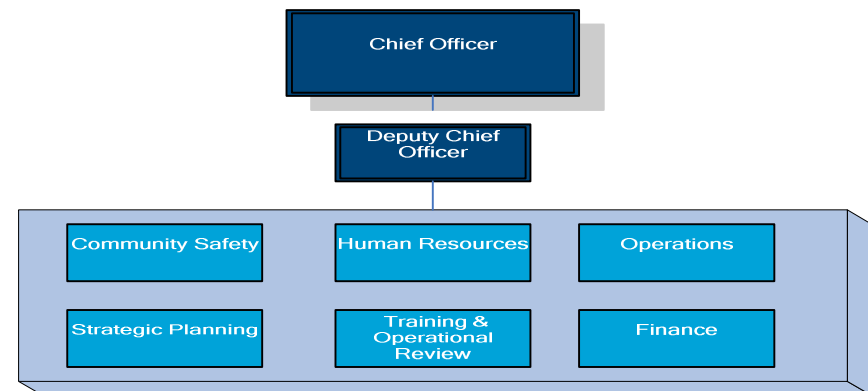 Chief Officer
Deputy Chief
Officer
Community Safety
Human Resources
Operations
Strategic Planning
Training &
Operational
Review
Finance